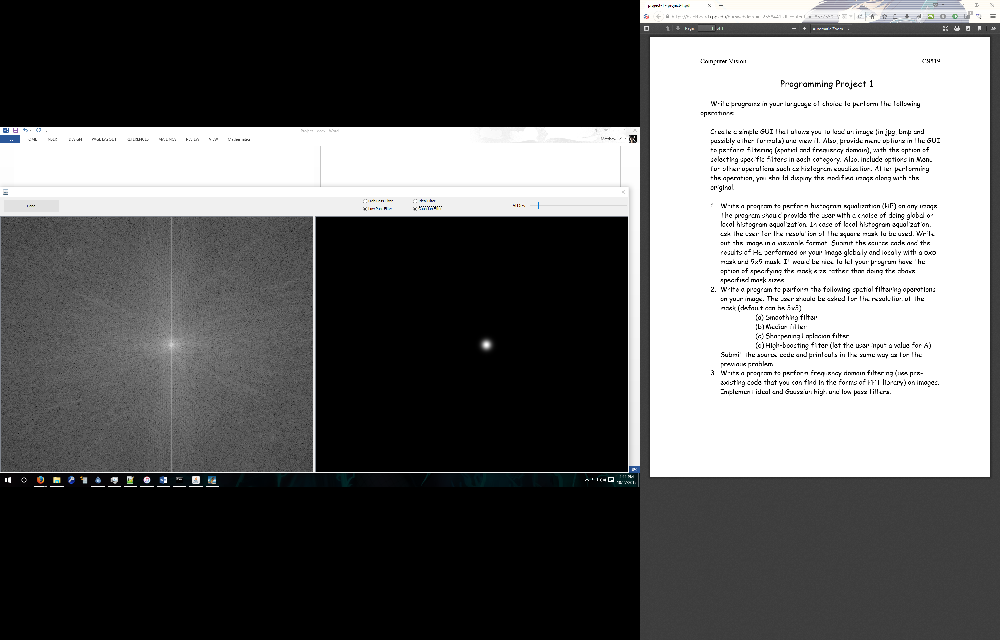 Project 1.docx - Word
FILE HOME INSERT DESIGN PAGE LAYOUT REFERENCES MAILINGS REVIEW VIEW Mathematics
Matthew Lai
Done
High Pass Filter
Low Pass Filter
Ideal Filter
Gaussian Filter
StDev
110%
1:11 PM
10/27/2015
project-1 - project-1.pdf
https://blackboard.cpp.edu/bbcswebdav/pid-2558441-dt-content-rid-8577530_2/
Page: 1 of 1
Automatic Zoom
Computer Vision CS519
Programming Project 1
Write programs in your language of choice to perform the following
operations:
Create a simple GUI that allows you to load an image (in jpg, bmp and
possibly other formats) and view it. Also, provide menu options in the GUI
to perform filtering (spatial and frequency domain), with the option of
selecting specific filters in each category. Also, include options in Menu
for other operations such as histogram equalization. After performing
the operation, you should display the modified image along with the
original.
1. Write a program to perform histogram equalization (HE) on any image.
The program should provide the user with a choice of doing global or
local histogram equalization. In case of local histogram equalization,
ask the user for the resolution of the square mask to be used. Write
out the image in a viewable format. Submit the source code and the
results of HE performed on your image globally and locally with a 5x5
mask and 9x9 mask. It would be nice to let your program have the
option of specifying the mask size rather than doing the above
specified mask sizes.
2. Write a program to perform the following spatial filtering operations
on your image. The user should be asked for the resolution of the
mask (default can be 3x3)
(a) Smoothing filter
(b) Median filter
(c) Sharpening Laplacian filter
(d) High-boosting filter (let the user input a value for A)
Submit the source code and printouts in the same way as for the
previous problem
3. Write a program to perform frequency domain filtering (use pre-
existing code that you can find in the forms of FFT library) on images.
Implement ideal and Gaussian high and low pass filters.